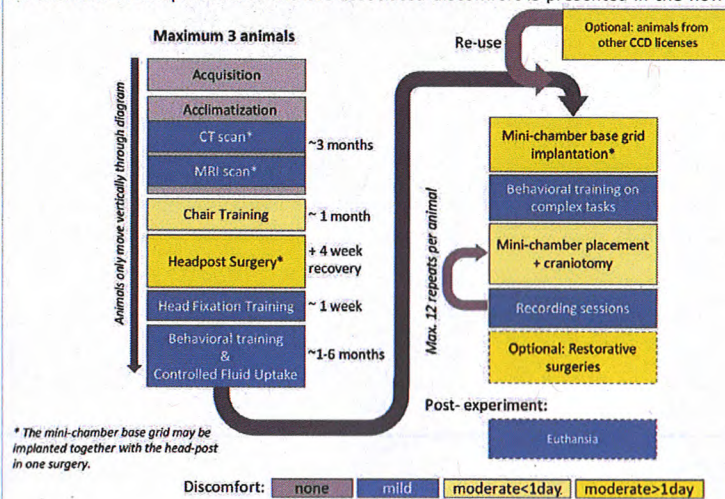 Maximum 3 animals
Animals only move vertically through diagram
Acquisition
Acclimatization
CT scan*
MRI scan*
~3 months
Chair Training
~ 1 month
Headpost Surgery*
+ 4 week
recovery
Head Fixation Training
~ 1 week
Behavioral training
&
Controlled Fluid Uptake
~1-6 months
* The mini-chamber base grid may be
implanted together with the head-post
in one surgery.
Re-use
Optional: animals from
other CCD licenses
Mini-chamber base grid
implantation*
Behavioral training on
complex tasks
Max. 12 repeats per animal
Mini-chamber placement
+ craniotomy
Recording sessions
Optional: Restorative
surgeries
Post- experiment:
Euthansia
Discomfort: none mild moderate<1day moderate>1day